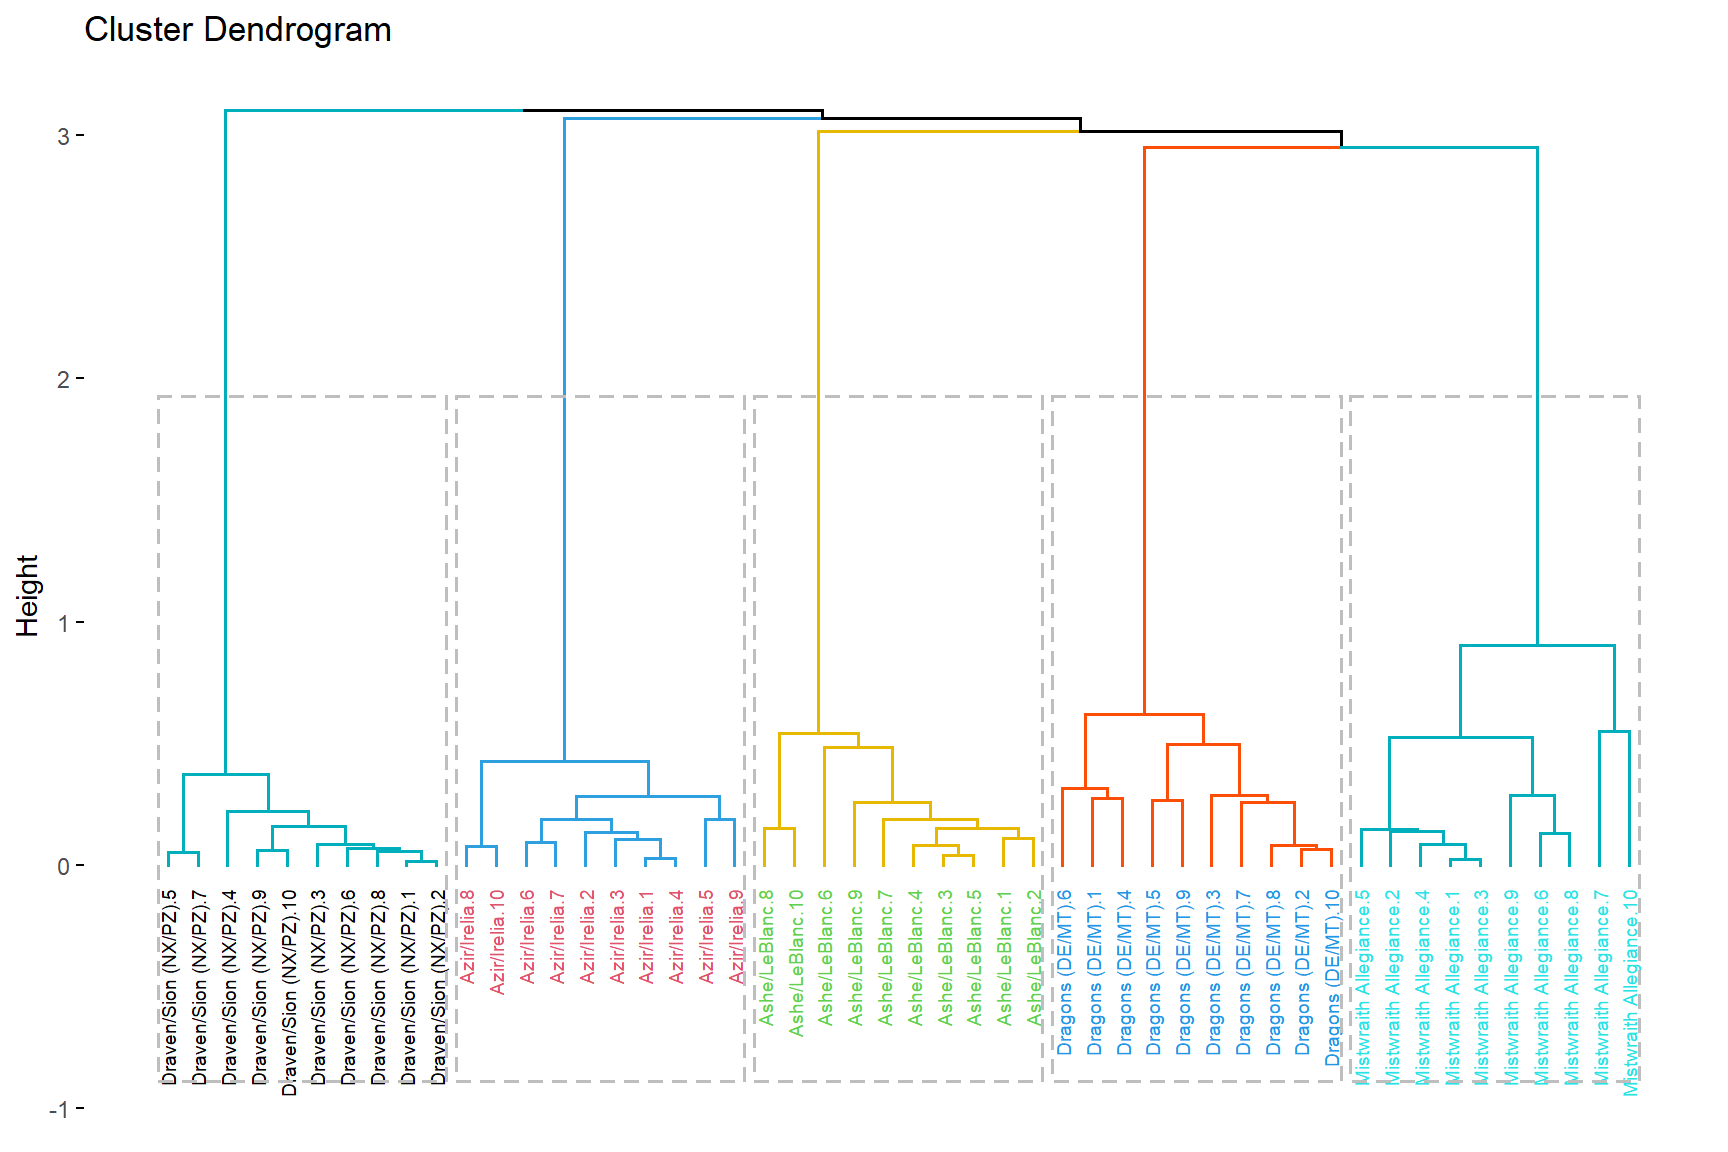 Cluster Dendrogram
Height
3
2
1
0
-1
Draven/Sion (NX/PZ).5
Draven/Sion (NX/PZ).7
Draven/Sion (NX/PZ).4
Draven/Sion (NX/PZ).9
Draven/Sion (NX/PZ).10
Draven/Sion (NX/PZ).3
Draven/Sion (NX/PZ).6
Draven/Sion (NX/PZ).8
Draven/Sion (NX/PZ).1
Draven/Sion (NX/PZ).2
Azir/Irelia.8
Azir/Irelia.10
Azir/Irelia.6
Azir/Irelia.7
Azir/Irelia.2
Azir/Irelia.3
Azir/Irelia.1
Azir/Irelia.4
Azir/Irelia.5
Azir/Irelia.9
Ashe/LeBlanc.8
Ashe/LeBlanc.10
Ashe/LeBlanc.6
Ashe/LeBlanc.9
Ashe/LeBlanc.7
Ashe/LeBlanc.4
Ashe/LeBlanc.3
Ashe/LeBlanc.5
Ashe/LeBlanc.1
Ashe/LeBlanc.2
Dragons (DE/MT).6
Dragons (DE/MT).1
Dragons (DE/MT).4
Dragons (DE/MT).5
Dragons (DE/MT).9
Dragons (DE/MT).3
Dragons (DE/MT).7
Dragons (DE/MT).8
Dragons (DE/MT).2
Dragons (DE/MT).10
Mistwraith Allegiance.5
Mistwraith Allegiance.2
Mistwraith Allegiance.4
Mistwraith Allegiance.1
Mistwraith Allegiance.3
Mistwraith Allegiance.9
Mistwraith Allegiance.6
Mistwraith Allegiance.8
Mistwraith Allegiance.7
Mistwraith Allegiance.10